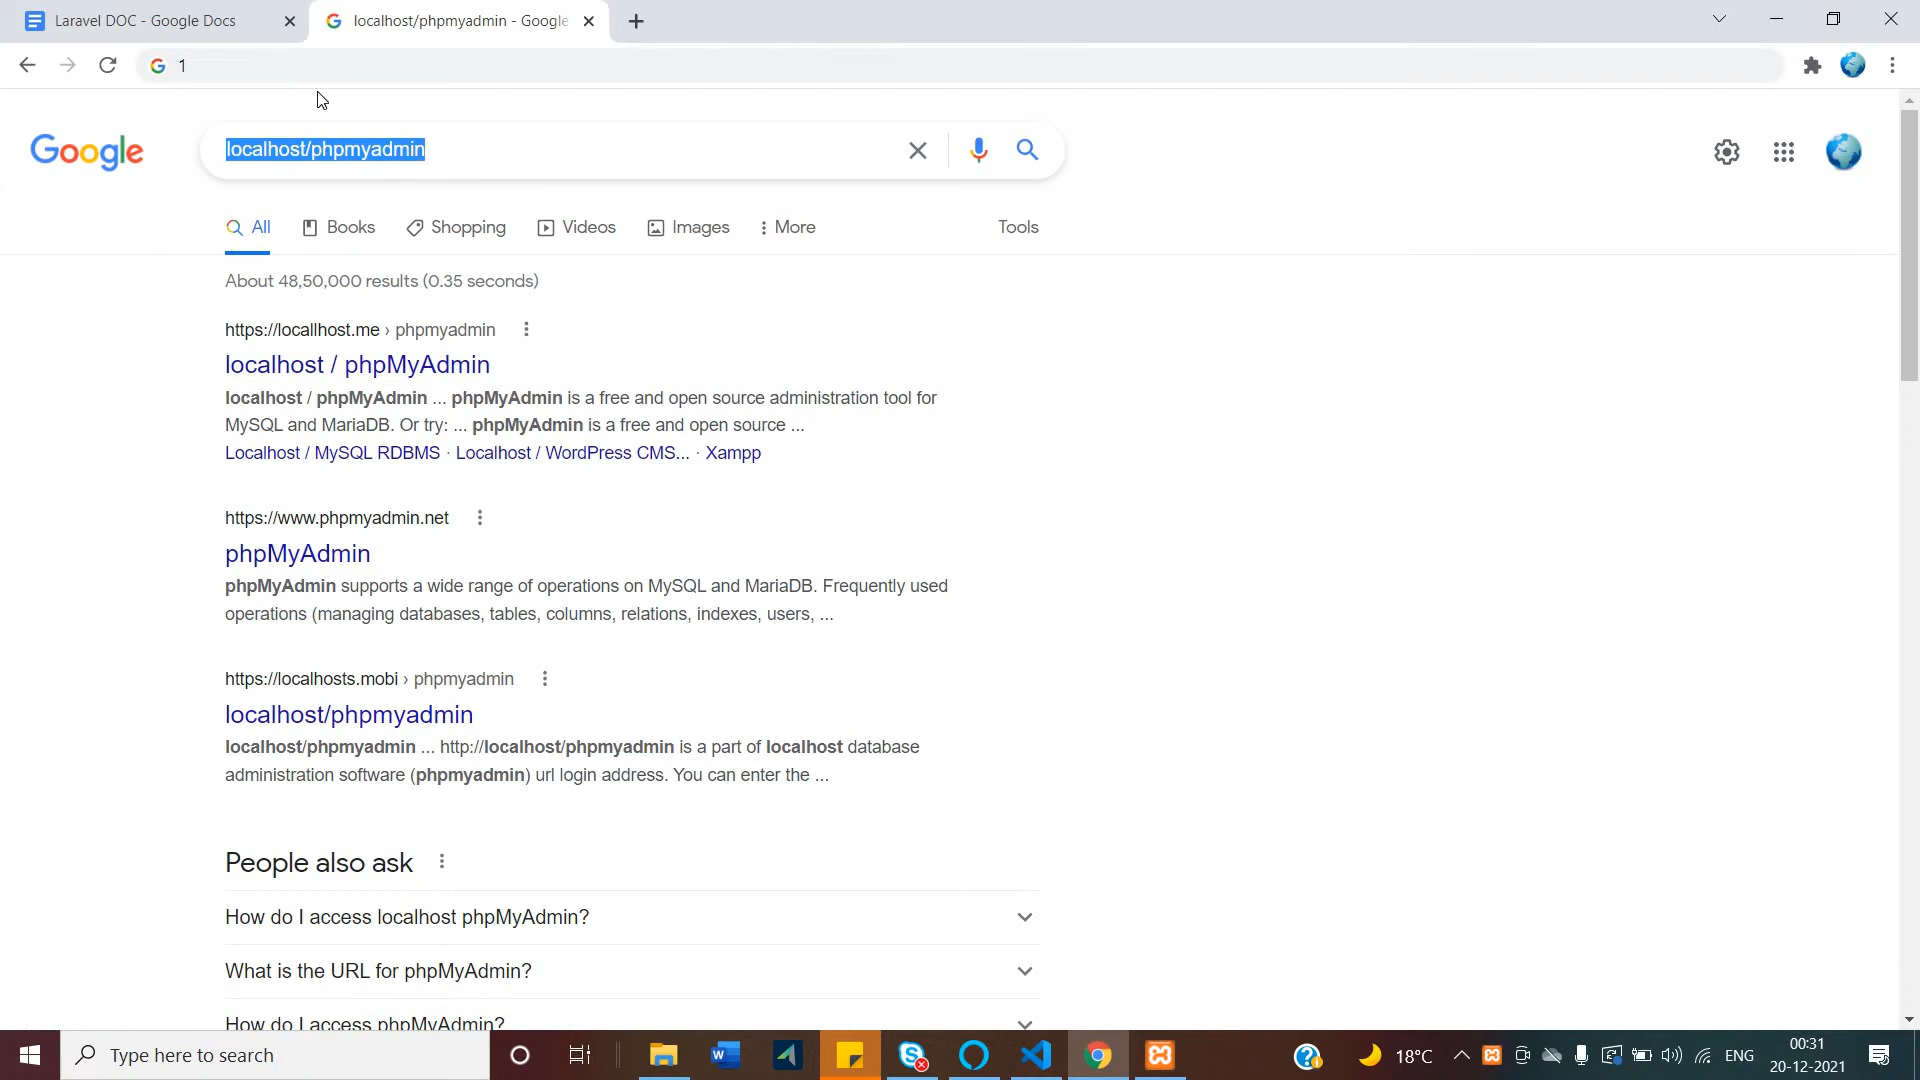 Laravel DOC - Google Docs
localhost/phpmyadmin - Google
1
Google
localhost/phpmyadmin
All
Books
Shopping
Videos
Images
More
Tools
About 48,50,000 results (0.35 seconds)
https://locallhost.me › phpmyadmin
localhost / phpMyAdmin
localhost / phpMyAdmin ... phpMyAdmin is a free and open source administration tool for
MySQL and MariaDB. Or try: ... phpMyAdmin is a free and open source ...
Localhost / MySQL RDBMS · Localhost / WordPress CMS... · Xampp
https://www.phpmyadmin.net
phpMyAdmin
phpMyAdmin supports a wide range of operations on MySQL and MariaDB. Frequently used
operations (managing databases, tables, columns, relations, indexes, users, ...
https://localhosts.mobi › phpmyadmin
localhost/phpmyadmin
localhost/phpmyadmin ... http://localhost/phpmyadmin is a part of localhost database
administration software (phpmyadmin) url login address. You can enter the ...
People also ask
How do I access localhost phpMyAdmin?
What is the URL for phpMyAdmin?
How do I access phpMyAdmin?
Type here to search
18°C
ENG
00:31
20-12-2021